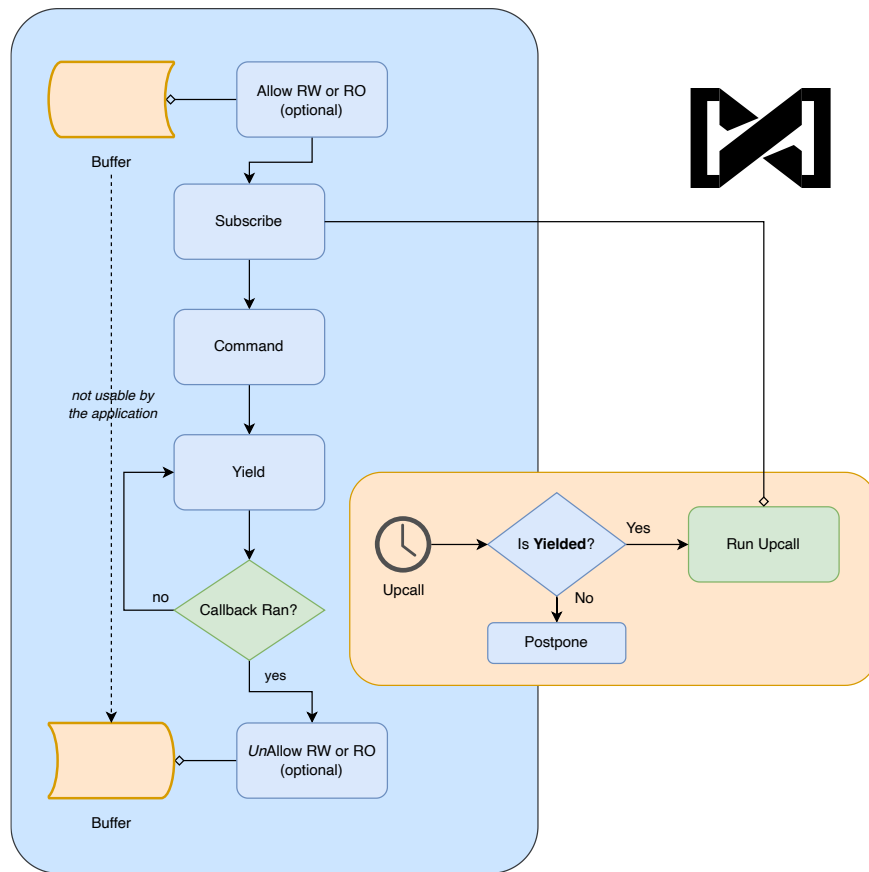 Allow RW or RO
(optional)
Buffer
Subscribe
Command
not usable by
the application
Yield
Is Yielded?
Yes
Run Upcall
Upcall
No
Postpone
no
Callback Ran?
yes
UnAllow RW or RO
(optional)
Buffer